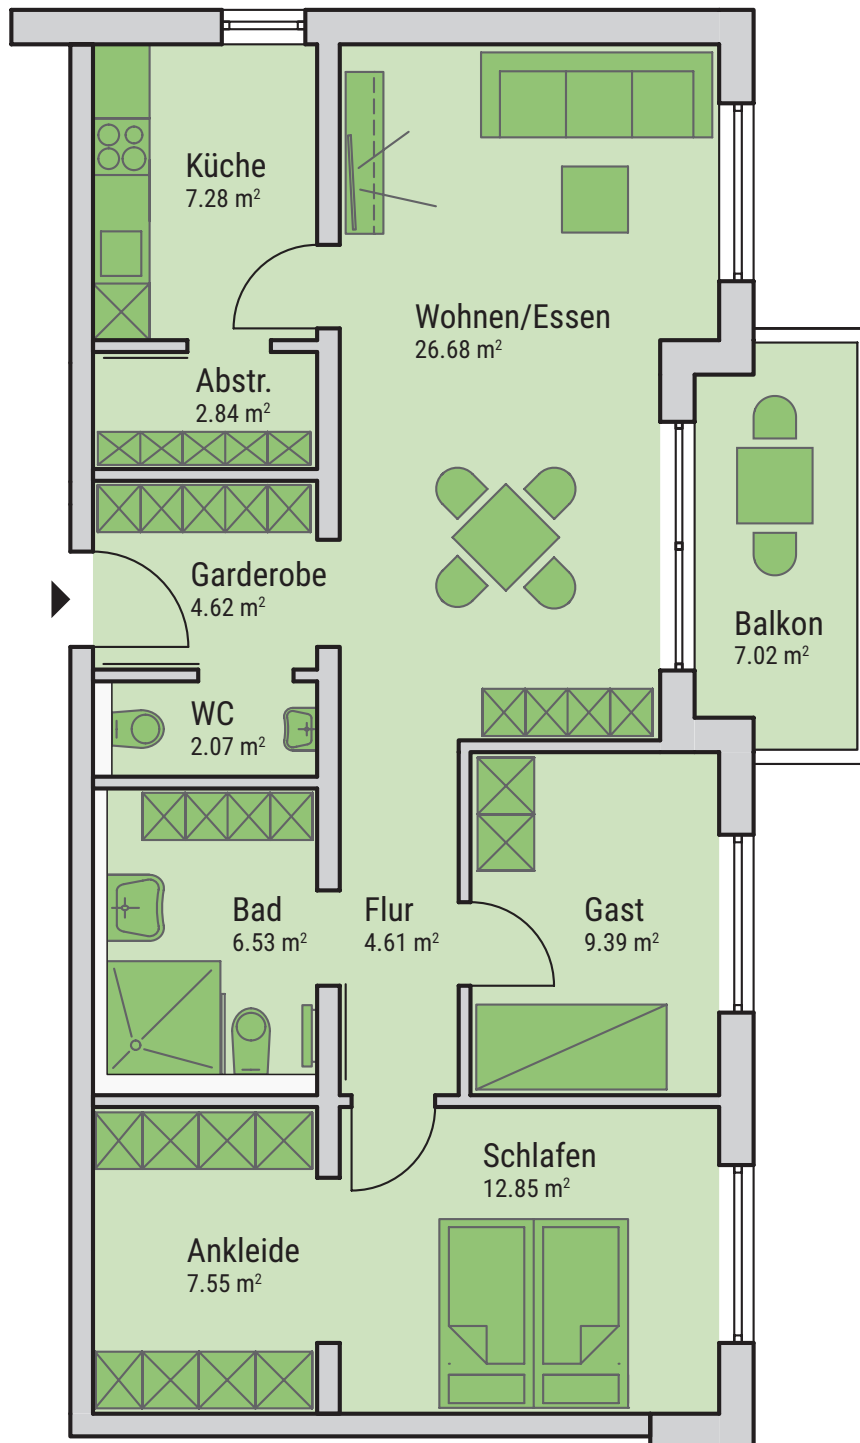 Küche
7.28 m²
Wohnen/Essen
26.68 m²
Abstr.
2.84 m²
Garderobe
4.62 m²
Balkon
7.02 m²
WC
2.07 m²
Bad
6.53 m²
Flur
4.61 m²
Gast
9.39 m²
Schlafen
12.85 m²
Ankleide
7.55 m²